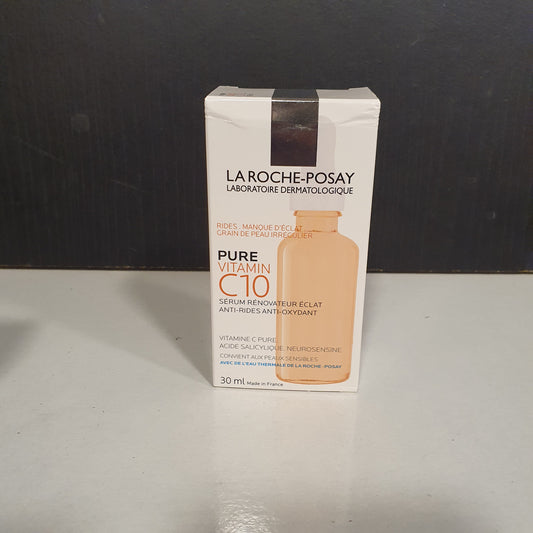 LA ROCHE-POSAY
LABORATOIRE DERMATOLOGIQUE
RIDES, MANQUE D'ÉCLAT
GRAIN DE PEAU IRRÉGULIER
PURE
VITAMIN
C10
SÉRUM RÉNOVATEUR ÉCLAT
ANTI-RIDES ANTI-OXYDANT
VITAMINE C PURE
ACIDE SALICYLIQUE, NEUROSENSINE
CONVIENT AUX PEAUX SENSIBLES
AVEC DE L'EAU THERMALE DE LA ROCHE-POSAY
30 ml Made in France